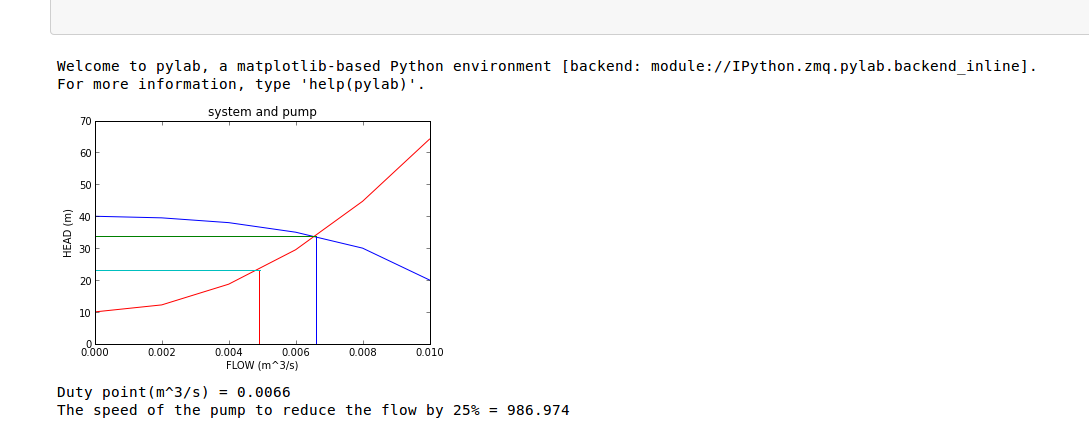 Welcome to pylab, a matplotlib-based Python environment [backend: module://IPython.zmq.pylab.backend_inline].
For more information, type 'help(pylab)'.
system and pump
70
60
50
40
30
20
10
0
HEAD (m)
0.000 0.002 0.004 0.006 0.008 0.010
FLOW (m^3/s)
Duty point(m^3/s) = 0.0066
The speed of the pump to reduce the flow by 25% = 986.974